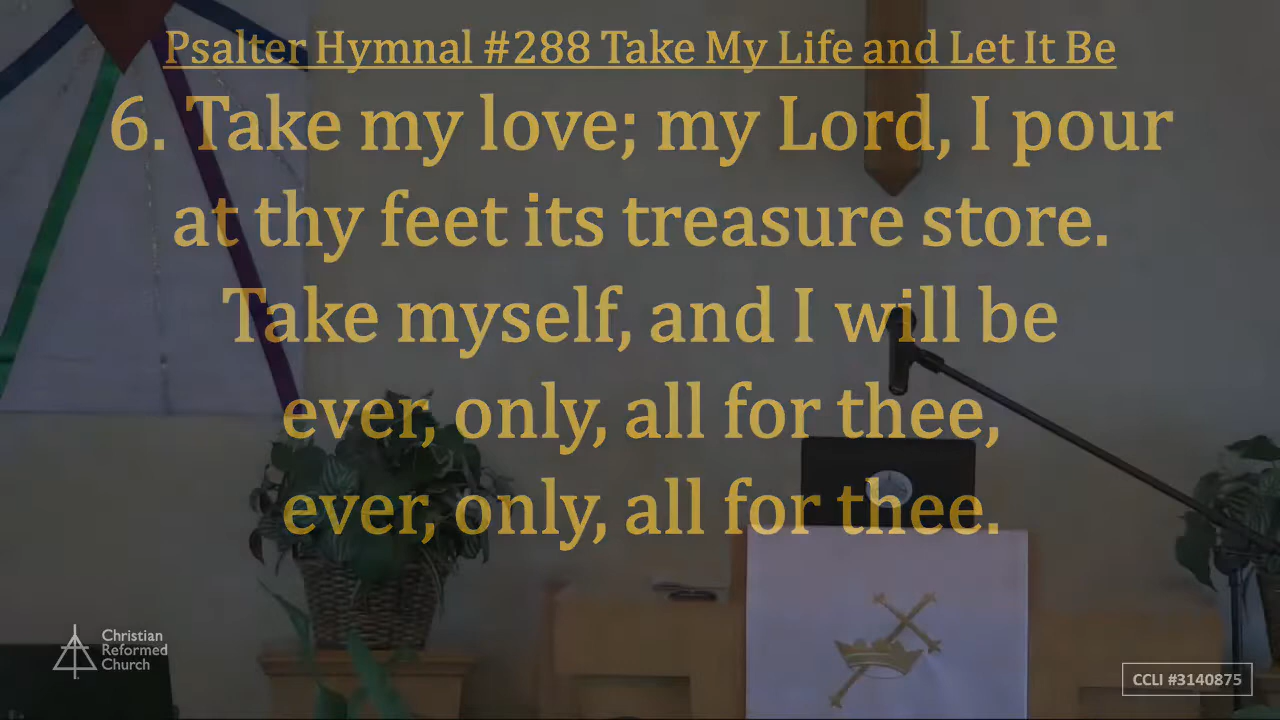 Psalter Hymnal #288 Take My Life and Let It Be
6. Take my love; my Lord, I pour
at thy feet its treasure store.
Take myself, and I will be
ever, only, all for thee,
ever, only, all for thee.
Christian
Reformed
Church
CCLI #3140875